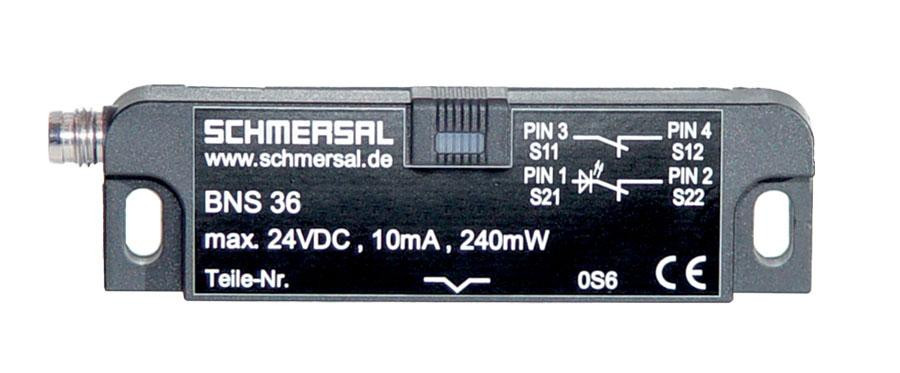 SCHMERSAL
www.schmersal.de
BNS 36
max. 24VDC , 10mA , 240mW
Teile-Nr.
PIN 3 PIN 4
S11 S12
PIN 1 PIN 2
S21 S22
0S6 CE